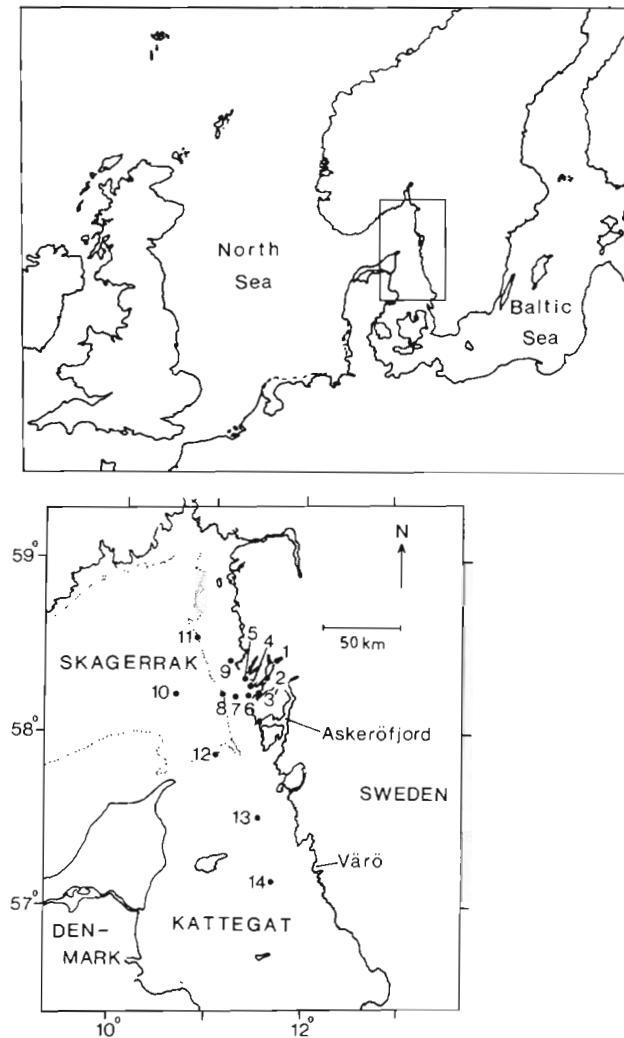 North
Sea
Baltic
Sea
59°
N
50 km
11
SKAGERRAK
5
4
1
9
2
10
8
7
6
3
58°
Askeröfjord
12
SWEDEN
13
Värö
14
57°
KATTEGAT
DEN-
MARK
10°
12°